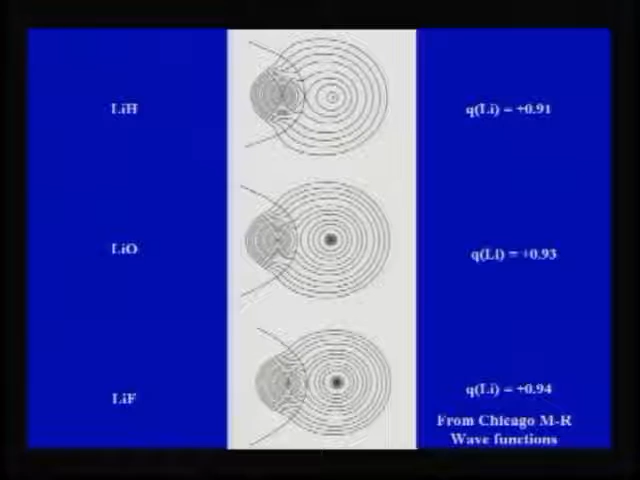 LiH
q(Li) = +0.91
LiO
q(Li) = +0.93
LiF
q(Li) = +0.94
From Chicago M-R
Wave functions